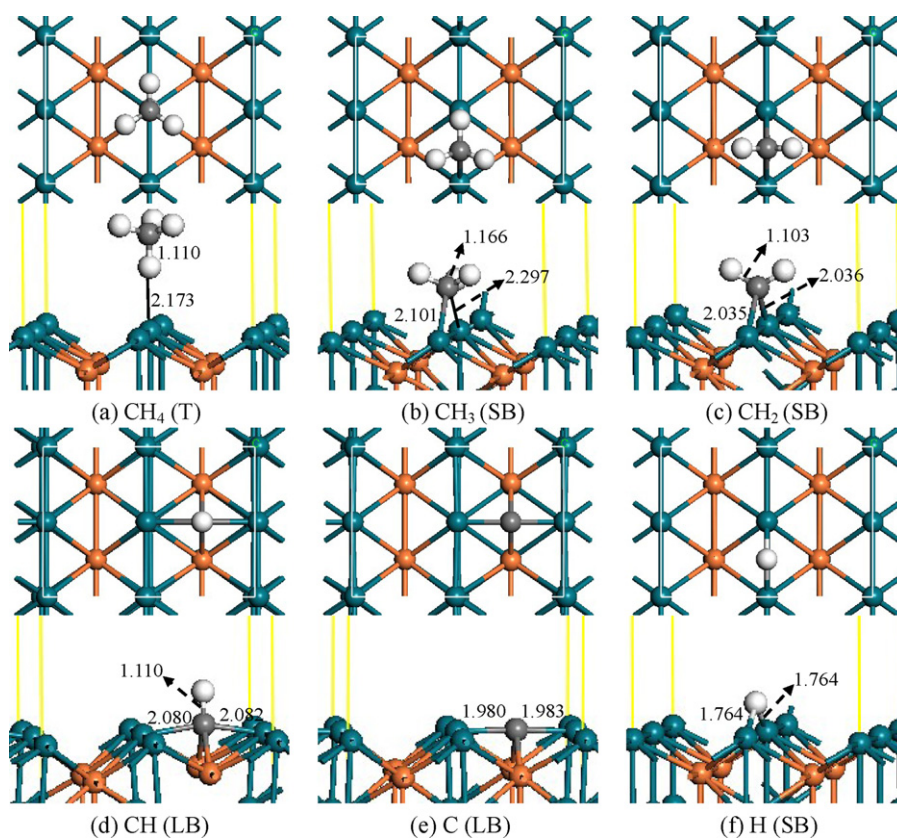 1.110
2.173
1.166
2.297
2.101
1.103
2.036
2.035
(a) CH₄ (T)
(b) CH₃ (SB)
(c) CH₂ (SB)
1.110
2.080
2.082
1.980
1.983
1.764
1.764
(d) CH (LB)
(e) C (LB)
(f) H (SB)